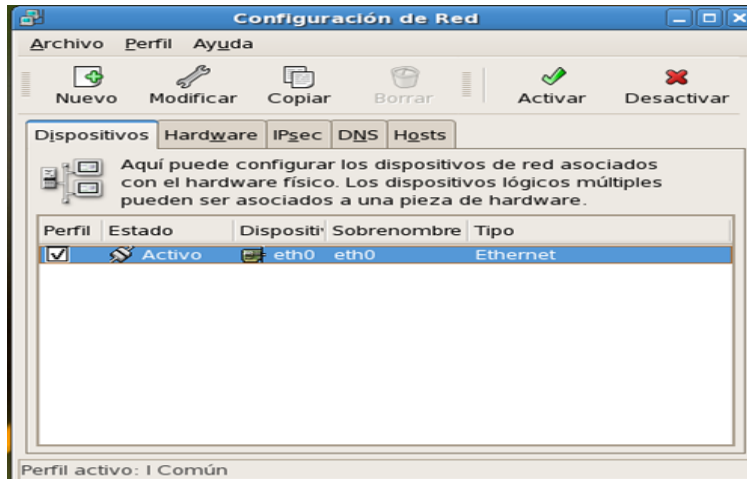 Configuración de Red
Archivo Perfil Ayuda
Nuevo Modificar Copiar Borrar Activar Desactivar
Dispositivos Hardware IPsec DNS Hosts
Aquí puede configurar los dispositivos de red asociados
con el hardware físico. Los dispositivos lógicos múltiples
pueden ser asociados a una pieza de hardware.
Perfil Estado Dispositi Sobrenombre Tipo
Activo eth0 eth0 Ethernet
Perfil activo: l Común